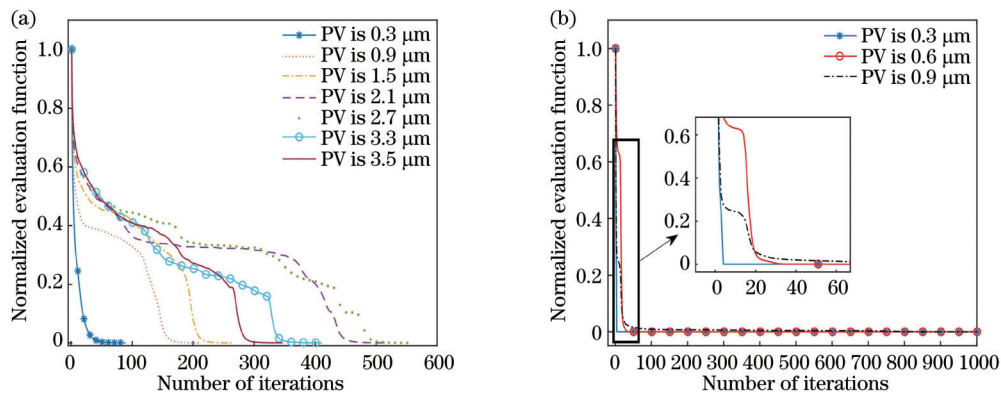 (a)
PV is 0.3 μm
PV is 0.9 μm
PV is 1.5 μm
PV is 2.1 μm
PV is 2.7 μm
PV is 3.3 μm
PV is 3.5 μm
Normalized evaluation function
1.0
0.8
0.6
0.4
0.2
0
0 100 200 300 400 500 600
Number of iterations
(b)
PV is 0.3 μm
PV is 0.6 μm
PV is 0.9 μm
Normalized evaluation function
1.0
0.8
0.6
0.4
0.2
0
0.6
0.4
0.2
0
0 20 40 60
0 100 200 300 400 500 600 700 800 900 1000
Number of iterations